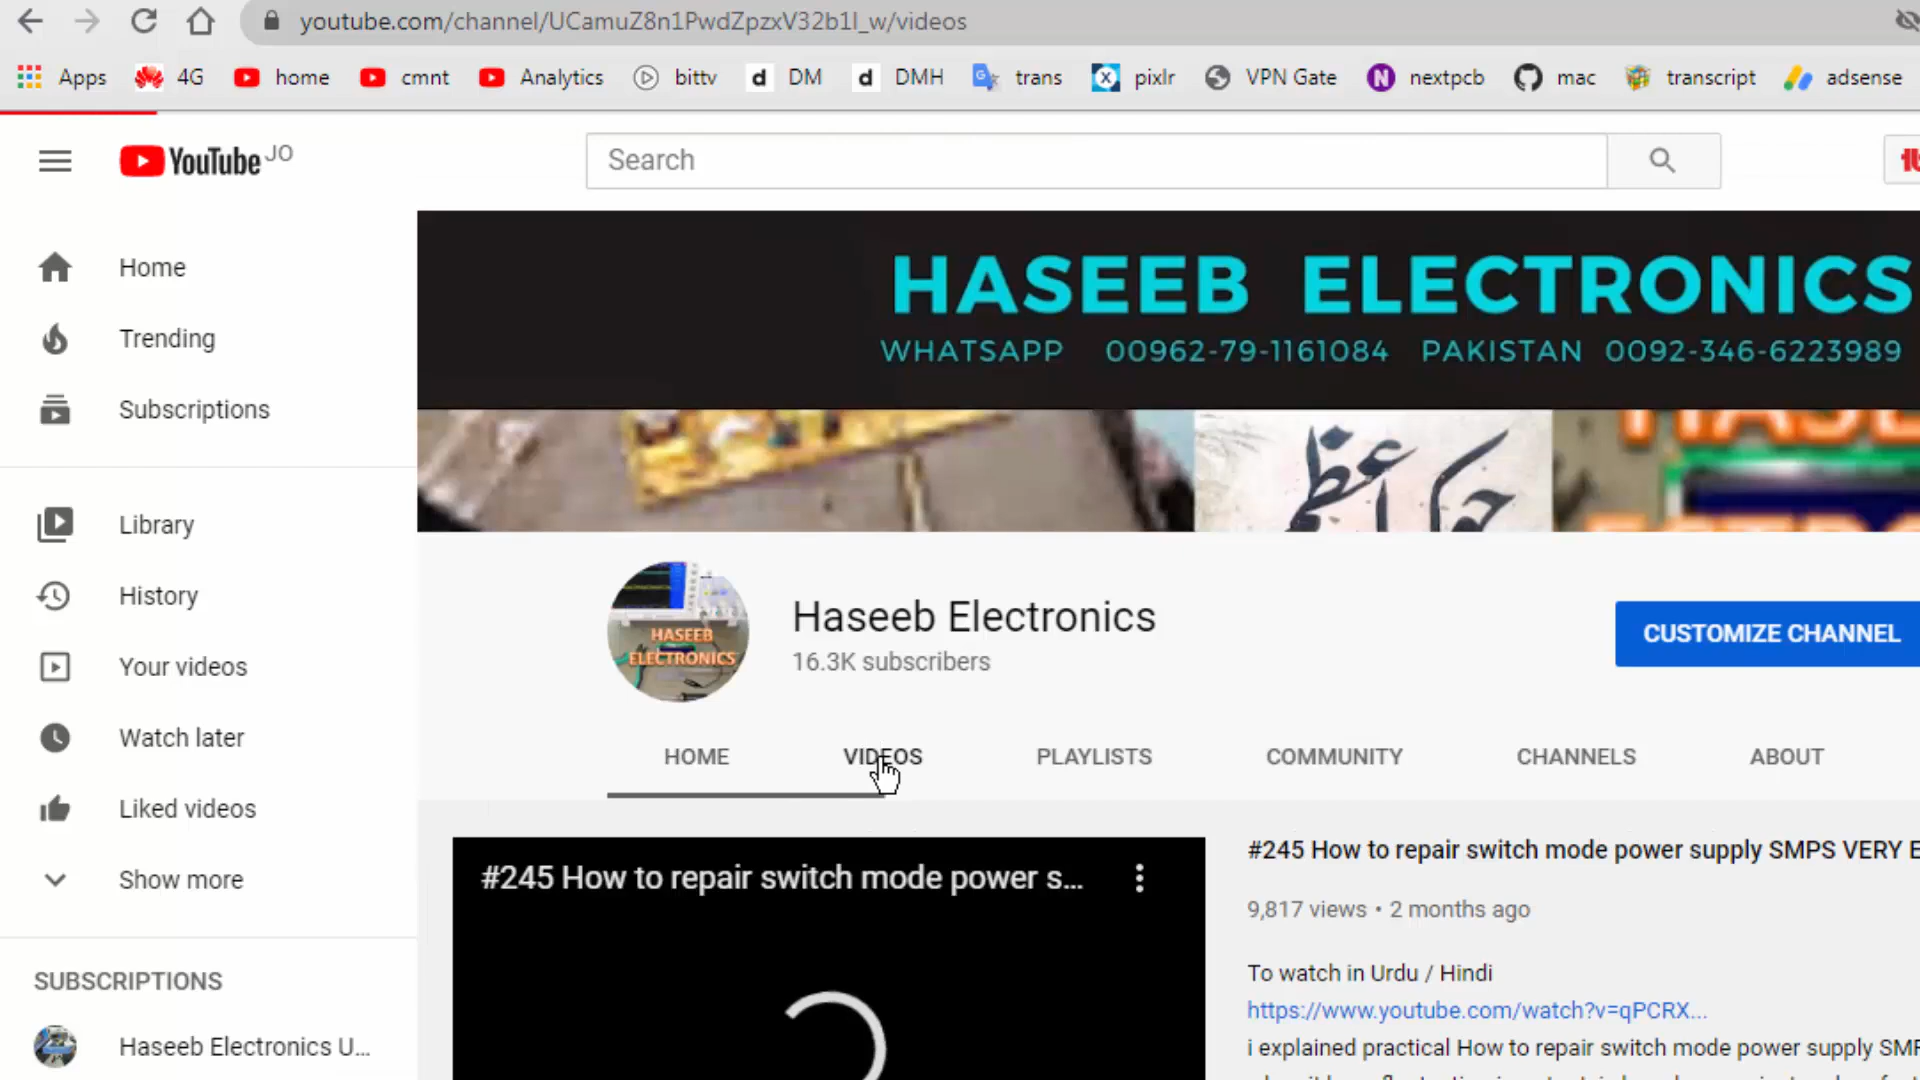 youtube.com/channel/UCamuZ8n1PwdZpzxV32b1l_w/videos
Apps 4G home cmnt Analytics bittv d DM d DMH trans pixlr VPN Gate N nextpcb mac transcript adsense
YouTube JO
Search
Home
Trending
Subscriptions
Library
History
Your videos
Watch later
Liked videos
Show more
SUBSCRIPTIONS
Haseeb Electronics U...
HASEEB ELECTRONICS
WHATSAPP 00962-79-1161084 PAKISTAN 0092-346-6223989
HASEEB
ELECTRONICS
Haseeb Electronics
16.3K subscribers
CUSTOMIZE CHANNEL
HOME VIDEOS PLAYLISTS COMMUNITY CHANNELS ABOUT
#245 How to repair switch mode power s...
#245 How to repair switch mode power supply SMPS VERY E
9,817 views • 2 months ago
To watch in Urdu / Hindi
https://www.youtube.com/watch?v=qPCRX...
i explained practical How to repair switch mode power supply SMP